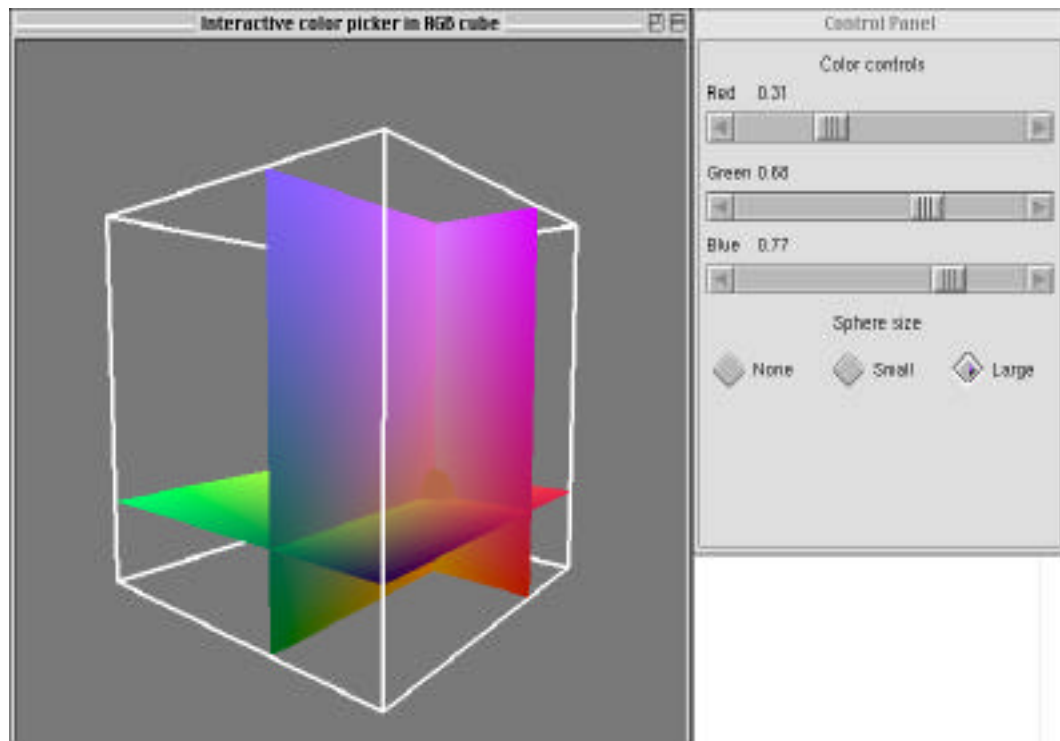 Interactive color picker in RGB cube
Control Panel
Color controls
Red 0.31
Green 0.68
Blue 0.77
Sphere size
None Small Large